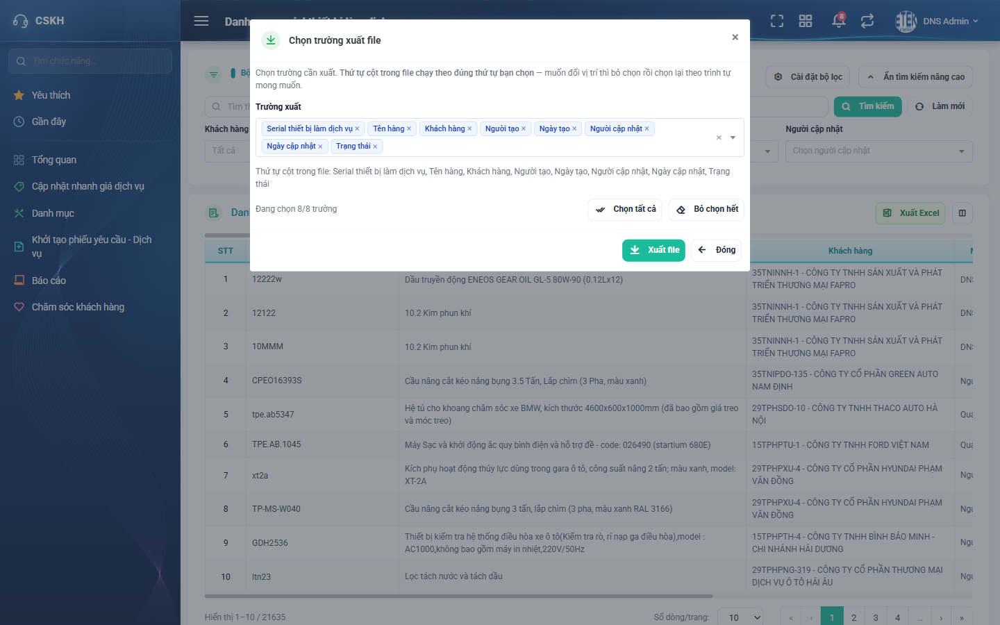 CSKH
Tìm chức năng...
Yêu thích
Gần đây
Tổng quan
Cập nhật nhanh giá dịch vụ
Danh mục
Khởi tạo phiếu yêu cầu - Dịch
vụ
Báo cáo
Chăm sóc khách hàng
8
DNS Admin
Chọn trường xuất file
×
Chọn trường cần xuất. Thứ tự cột trong file chạy theo đúng thứ tự bạn chọn — muốn đổi vị trí thì bỏ chọn rồi chọn lại theo trình tự
mong muốn.
Trường xuất
Serial thiết bị làm dịch vụ × Tên hàng × Khách hàng × Người tạo × Ngày tạo × Người cập nhật ×
Ngày cập nhật × Trạng thái ×
Thứ tự cột trong file: Serial thiết bị làm dịch vụ, Tên hàng, Khách hàng, Người tạo, Ngày tạo, Người cập nhật, Ngày cập nhật, Trạng
thái
Đang chọn 8/8 trường
Chọn tất cả
Bỏ chọn hết
Xuất file
Đóng
Cài đặt bộ lọc
Ẩn tìm kiếm nâng cao
Tìm kiếm
Làm mới
Khách hàng
Tất cả
Người cập nhật
Chọn người cập nhật
Xuất Excel
STT Khách hàng
1 12222w Dầu truyền động ENEOS GEAR OIL GL-5 80W-90 (0.12Lx12) 35TNINNH-1 - CÔNG TY TNHH SẢN XUẤT VÀ PHÁT
TRIỂN THƯƠNG MẠI FAPRO
2 12122 10.2 Kim phun khí 35TNINNH-1 - CÔNG TY TNHH SẢN XUẤT VÀ PHÁT
TRIỂN THƯƠNG MẠI FAPRO
3 10MMM 10.2 Kim phun khí 35TNINNH-1 - CÔNG TY TNHH SẢN XUẤT VÀ PHÁT
TRIỂN THƯƠNG MẠI FAPRO
4 CPEO16393S Cầu nâng cắt kéo nâng bụng 3.5 Tấn, Lắp chìm (3 Pha, màu xanh) 35TNIPDO-135 - CÔNG TY CỔ PHẦN GREEN AUTO
NAM ĐỊNH
5 tpe.ab5347 Hệ tủ cho khoang chăm sóc xe BMW, kích thước 4600x600x1000mm (đã bao gồm giá treo
và móc treo) 29TPHSDO-10 - CÔNG TY TNHH THACO AUTO HÀ
NỘI
6 TPE.AB.1045 Máy Sạc và khởi động ắc quy bình điện và hỗ trợ đề - code: 026490 (startium 680E) 15TPHPTU-1 - CÔNG TY TNHH FORD VIỆT NAM
7 xt2a Kích phụ hoạt động thủy lực dùng trong gara ô tô, công suất nâng 2 tấn; màu xanh, model:
XT-2A 29TPHPXU-4 - CÔNG TY CỔ PHẦN HYUNDAI PHẠM
VĂN ĐỒNG
8 TP-MS-W040 Cầu nâng cắt kéo nâng bụng 3 tấn, lắp chìm (3 pha, màu xanh RAL 3166) 29TPHPXU-4 - CÔNG TY CỔ PHẦN HYUNDAI PHẠM
VĂN ĐỒNG
9 GDH2536 Thiết bị kiểm tra hệ thống điều hòa xe ô tô(Kiểm tra rò, rỉ nạp ga điều hòa),model :
AC1000,không bao gồm máy in nhiệt,220V/50Hz 15TPHPTH-4 - CÔNG TY TNHH BÌNH BẢO MINH -
CHI NHÁNH HẢI DƯƠNG
10 ltn23 Lọc tách nước và tách dầu 29TPHPNG-319 - CÔNG TY CỔ PHẦN THƯƠNG MẠI
DỊCH VỤ Ô TÔ HẢI ÂU
Hiển thị 1–10 / 21635
Số dòng/trang: 10
« ‹ 1 2 3 4 ... › »